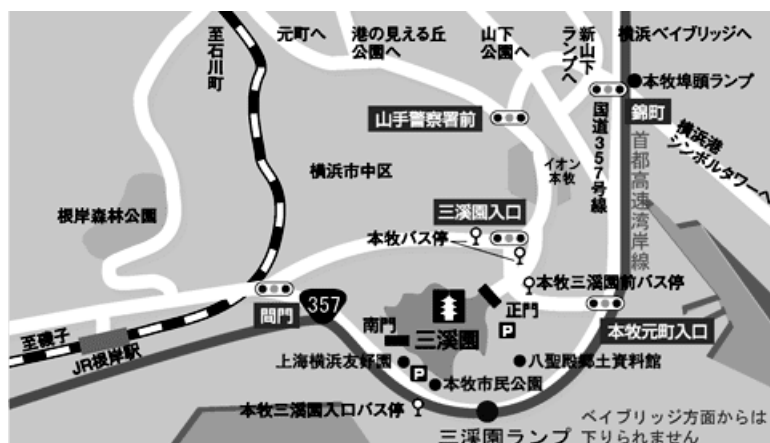 至石川町
元町へ
港の見える丘
公園へ
山下
公園へ
新山下
ランプへ
横浜ベイブリッジへ
本牧埠頭ランプ
山手警察署前
錦町
国道357号線
首都高速湾岸線
横浜港
シンボルタワーへ
横浜市中区
イオン
本牧
根岸森林公園
三溪園入口
本牧バス停
本牧三溪園前バス停
間門
357
正門
P
本牧元町入口
至磯子
JR根岸駅
南門
三溪園
上海横浜友好園
P
八聖殿郷土資料館
本牧市民公園
本牧三溪園入口バス停
三溪園ランプ
ベイブリッジ方面からは
下りられません